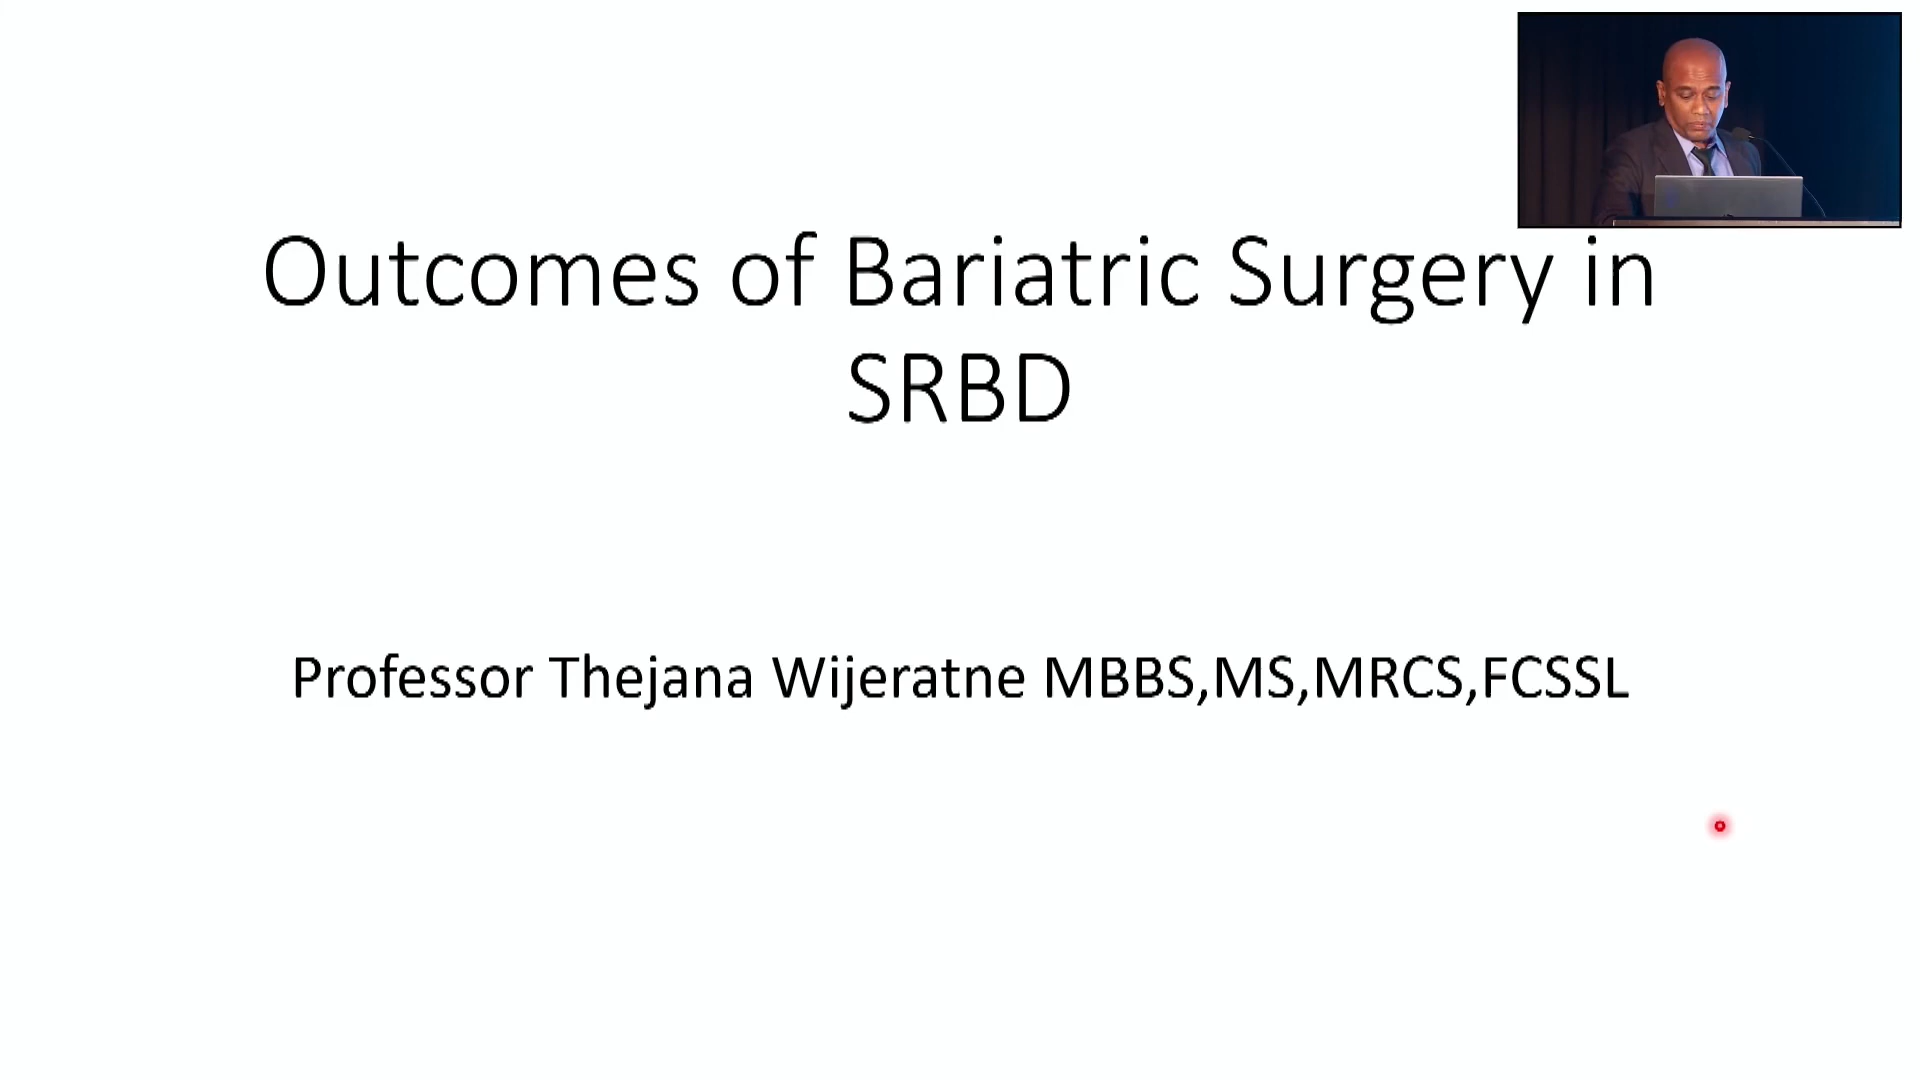 Outcomes of Bariatric Surgery in
SRBD
Professor Thejana Wijeratne MBBS,MS,MRCS,FCSSL